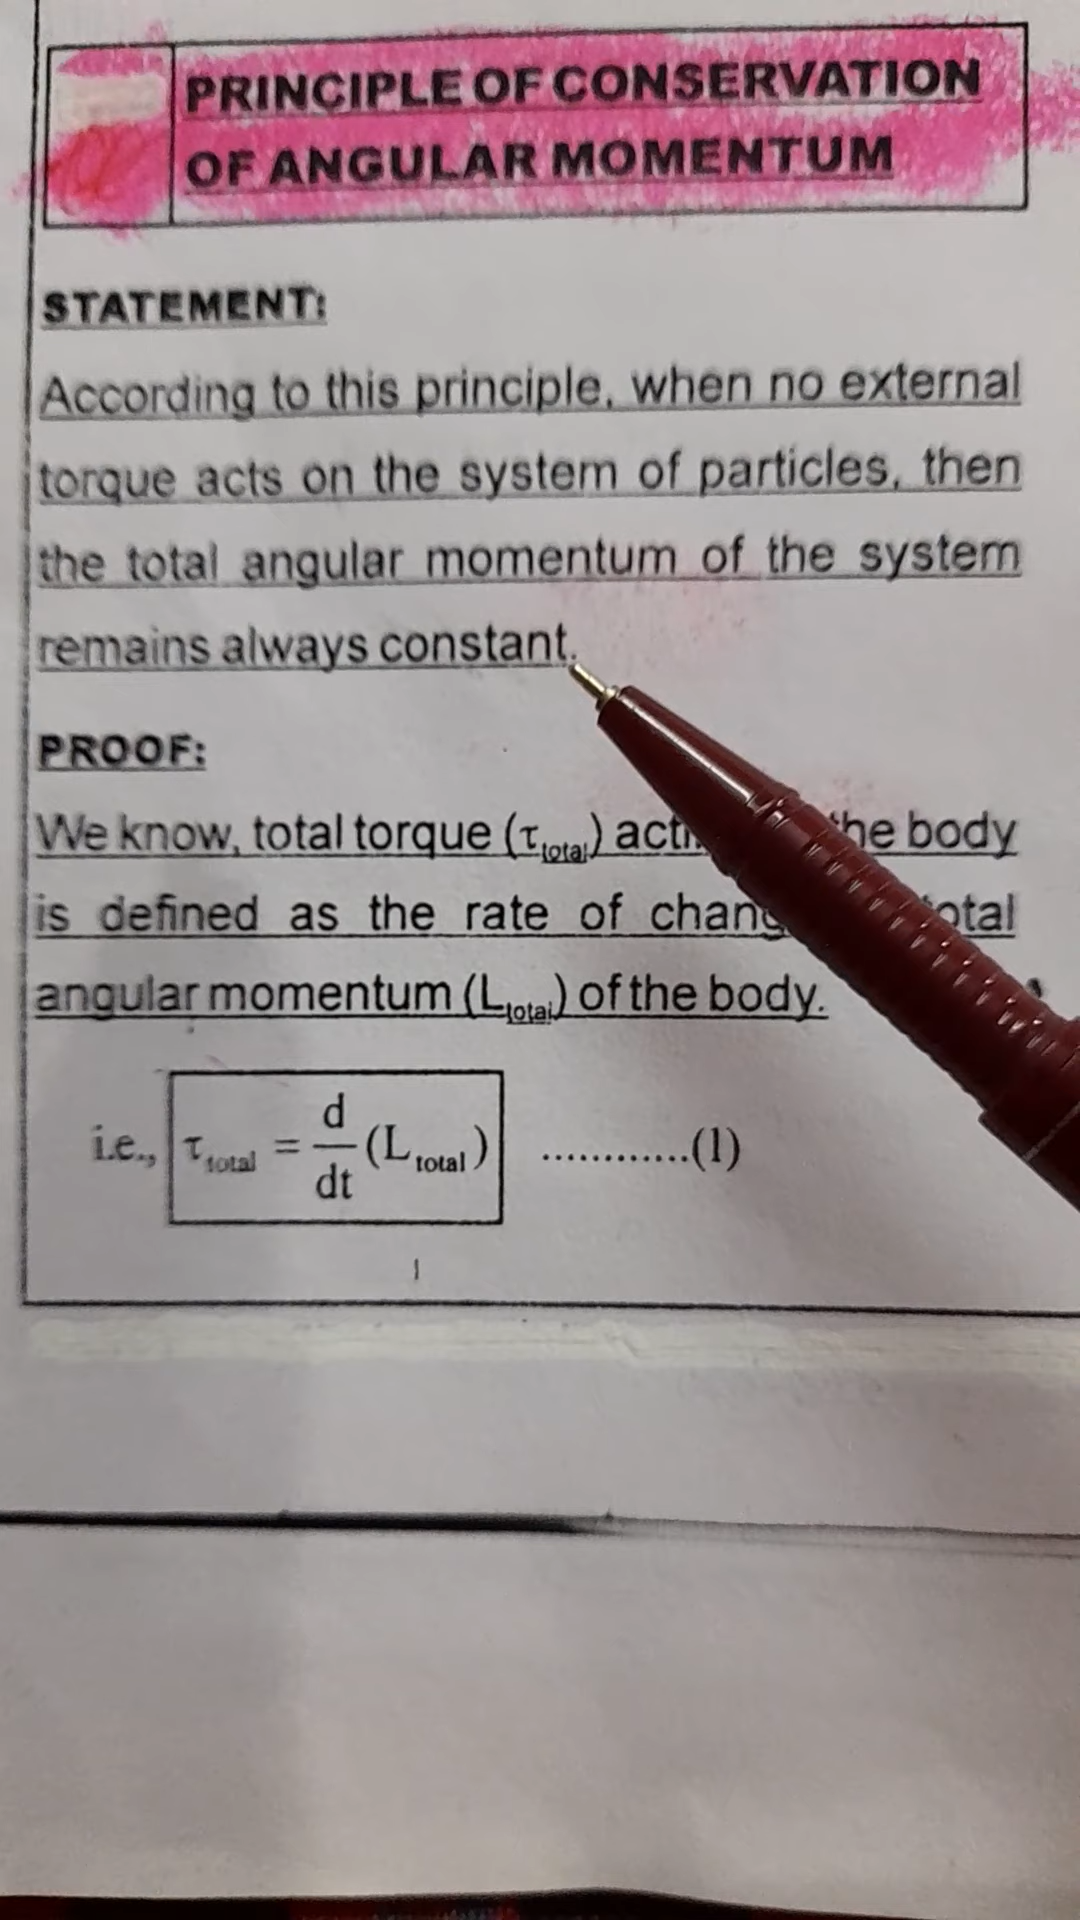 PRINCIPLE OF CONSERVATION
OF ANGULAR MOMENTUM
STATEMENT:
According to this principle, when no external
torque acts on the system of particles, then
the total angular momentum of the system
remains always constant.
PROOF:
We know, total torque (τtotal) acti he body
is defined as the rate of chang otal
angular momentum (Ltotal) of the body.
i.e., τtotal = d/dt (Ltotal) ............(1)